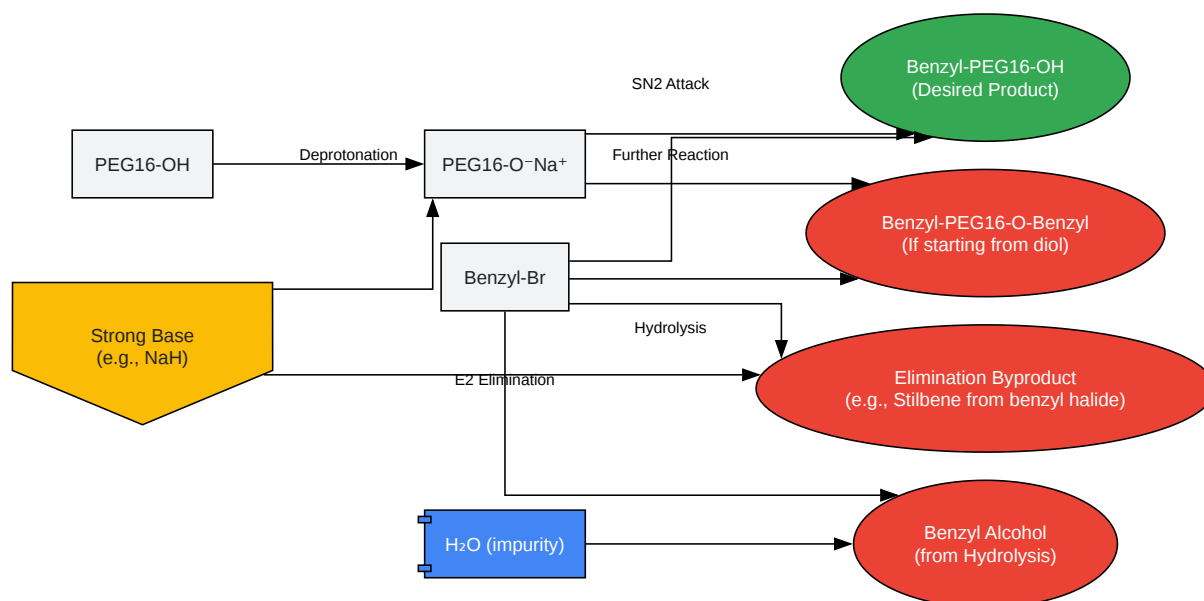 Benzyl-PEG16-OH
(Desired Product)
SN2 Attack
PEG16-OH
Deprotonation
PEG16-O⁻Na⁺
Further Reaction
Benzyl-PEG16-O-Benzyl
(If starting from diol)
Benzyl-Br
Strong Base
(e.g., NaH)
Hydrolysis
E2 Elimination
Elimination Byproduct
(e.g., Stilbene from benzyl halide)
H₂O (impurity)
Benzyl Alcohol
(from Hydrolysis)